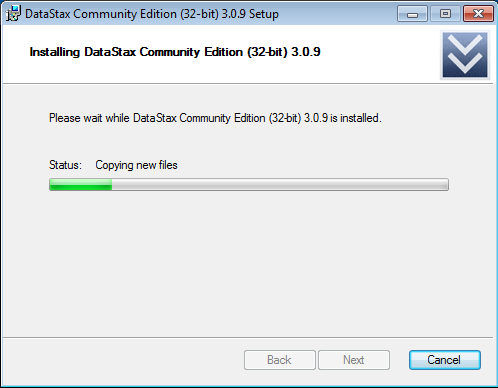 DataStax Community Edition (32-bit) 3.0.9 Setup
Installing DataStax Community Edition (32-bit) 3.0.9
Please wait while DataStax Community Edition (32-bit) 3.0.9 is installed.
Status: Copying new files
Back Next Cancel